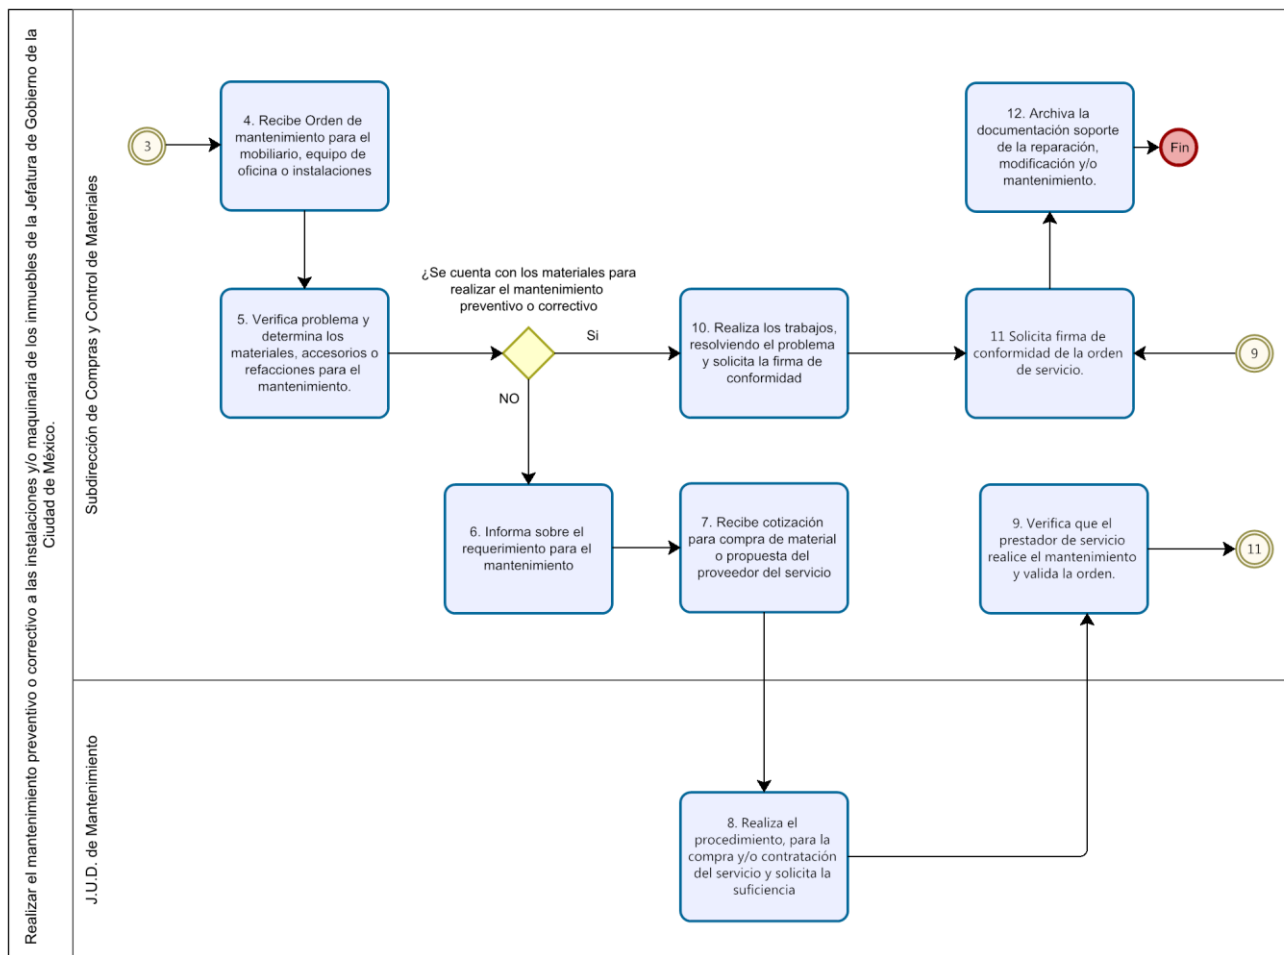 Realizar el mantenimiento preventivo o correctivo a las instalaciones y/o maquinaria de los inmuebles de la Jefatura de Gobierno de la
Ciudad de México.
Subdirección de Compras y Control de Materiales
3
4. Recibe Orden de
mantenimiento para el
mobiliario, equipo de
oficina o instalaciones
12. Archiva la
documentación soporte
de la reparación,
modificación y/o
mantenimiento.
Fin
5. Verifica problema y
determina los
materiales, accesorios o
refacciones para el
mantenimiento.
¿Se cuenta con los materiales para
realizar el mantenimiento
preventivo o correctivo
Si
NO
10. Realiza los trabajos,
resolviendo el problema
y solicita la firma de
conformidad
11 Solicita firma de
conformidad de la orden
de servicio.
9
6. Informa sobre el
requerimiento para el
mantenimiento
7. Recibe cotización
para compra de material
o propuesta del
proveedor del servicio
9. Verifica que el
prestador de servicio
realice el mantenimiento
y valida la orden.
11
J.U.D. de Mantenimiento
8. Realiza el
procedimiento, para la
compra y/o contratación
del servicio y solicita la
suficiencia